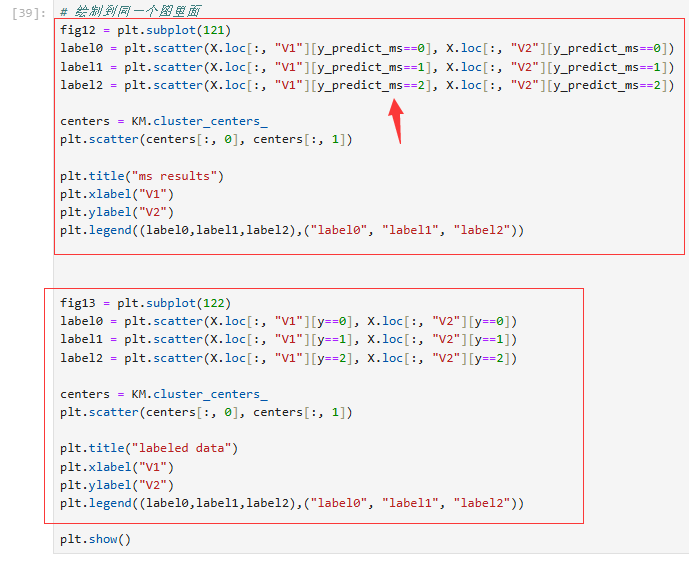 [39]: # 绘制到同一个图里面
fig12 = plt.subplot(121)
label0 = plt.scatter(X.loc[:, "V1"][y_predict_ms==0], X.loc[:, "V2"][y_predict_ms==0])
label1 = plt.scatter(X.loc[:, "V1"][y_predict_ms==1], X.loc[:, "V2"][y_predict_ms==1])
label2 = plt.scatter(X.loc[:, "V1"][y_predict_ms==2], X.loc[:, "V2"][y_predict_ms==2])
centers = KM.cluster_centers_
plt.scatter(centers[:, 0], centers[:, 1])
plt.title("ms results")
plt.xlabel("V1")
plt.ylabel("V2")
plt.legend((label0,label1,label2),("label0", "label1", "label2"))
fig13 = plt.subplot(122)
label0 = plt.scatter(X.loc[:, "V1"][y==0], X.loc[:, "V2"][y==0])
label1 = plt.scatter(X.loc[:, "V1"][y==1], X.loc[:, "V2"][y==1])
label2 = plt.scatter(X.loc[:, "V1"][y==2], X.loc[:, "V2"][y==2])
centers = KM.cluster_centers_
plt.scatter(centers[:, 0], centers[:, 1])
plt.title("labeled data")
plt.xlabel("V1")
plt.ylabel("V2")
plt.legend((label0,label1,label2),("label0", "label1", "label2"))
plt.show()